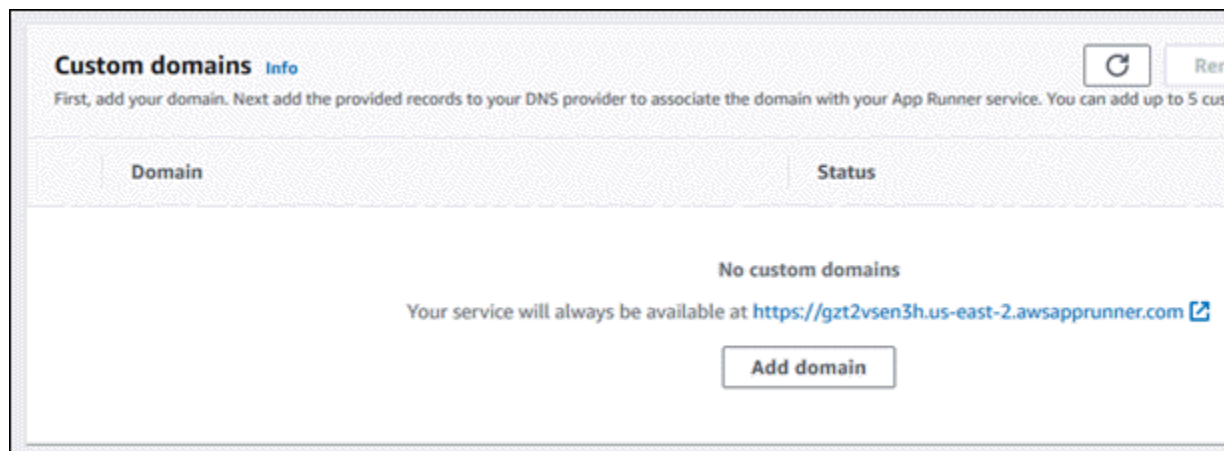 Custom domains Info
Rer
First, add your domain. Next add the provided records to your DNS provider to associate the domain with your App Runner service. You can add up to 5 cus
Domain Status
No custom domains
Your service will always be available at https://gzt2vsen3h.us-east-2.awsapprunner.com
Add domain